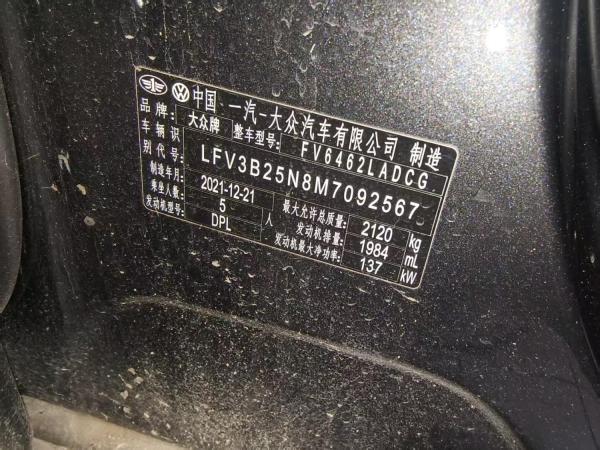 中国·一汽-大众汽车有限公司 制造
品牌: 大众牌 整车型号: FV6462LADCG
车辆识别代号: LFV3B25N8M7092567
制造年月: 2021-12-21 最大允许总质量: 2120 kg
乘坐人数: 5 人 发动机排量: 1984 mL
发动机型号: DPL 发动机最大净功率: 137 kW